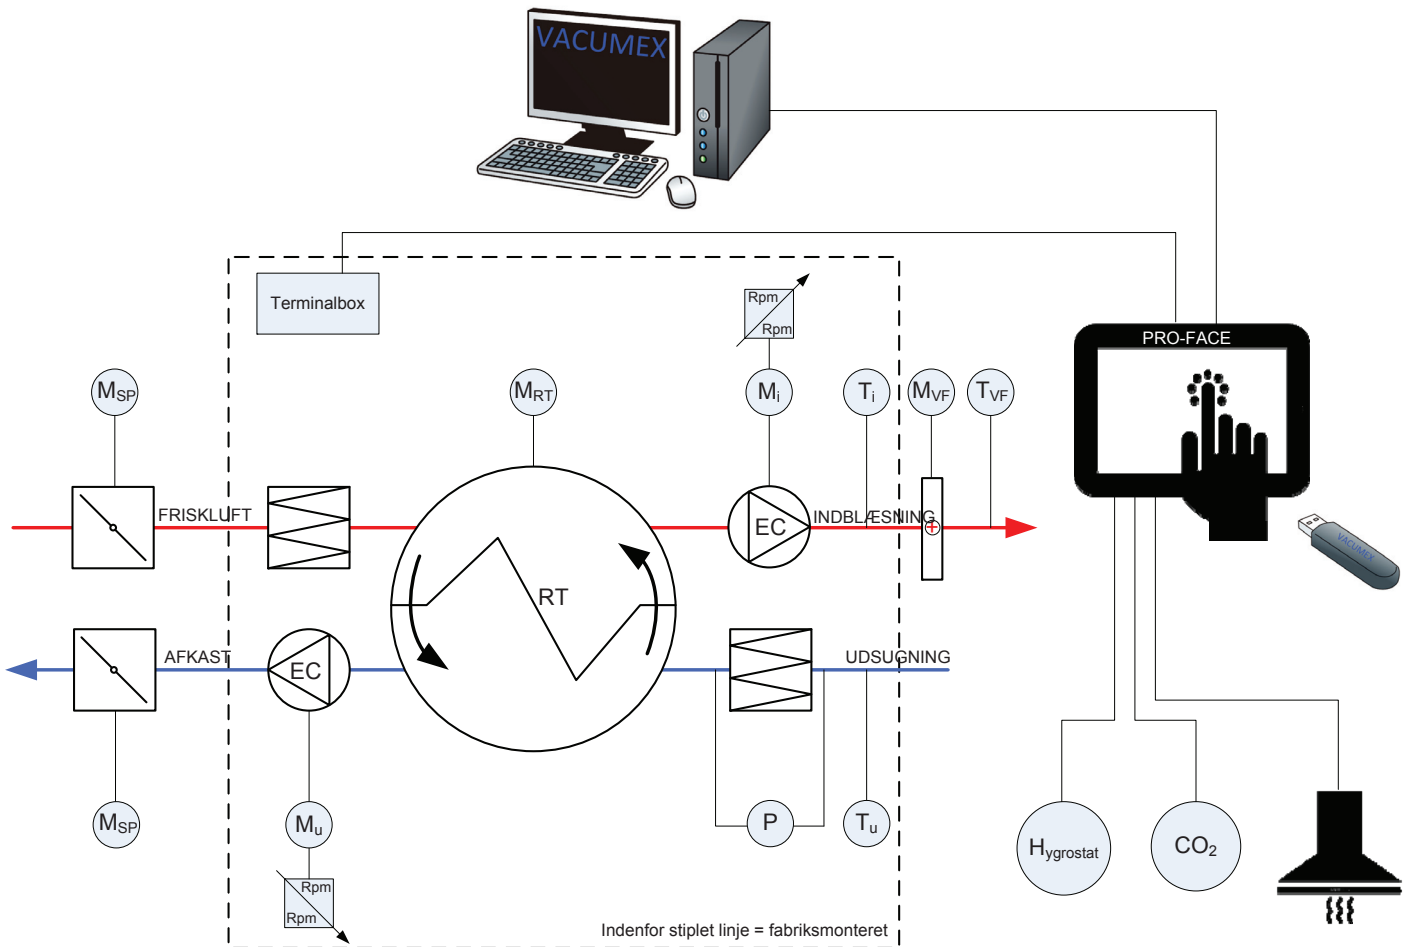 VACUMEX
Terminalbox
Rpm
Rpm
PRO-FACE
MSP
MRT
Mi
Ti
MVF
TVF
FRISKLUFT
EC
INDBLÆSNING
VACUMEX
RT
AFKAST
EC
UDSUGNING
MSP
Mu
P
Tu
Hygrostat
CO2
Rpm
Rpm
Indenfor stiplet linje = fabriksmonteret